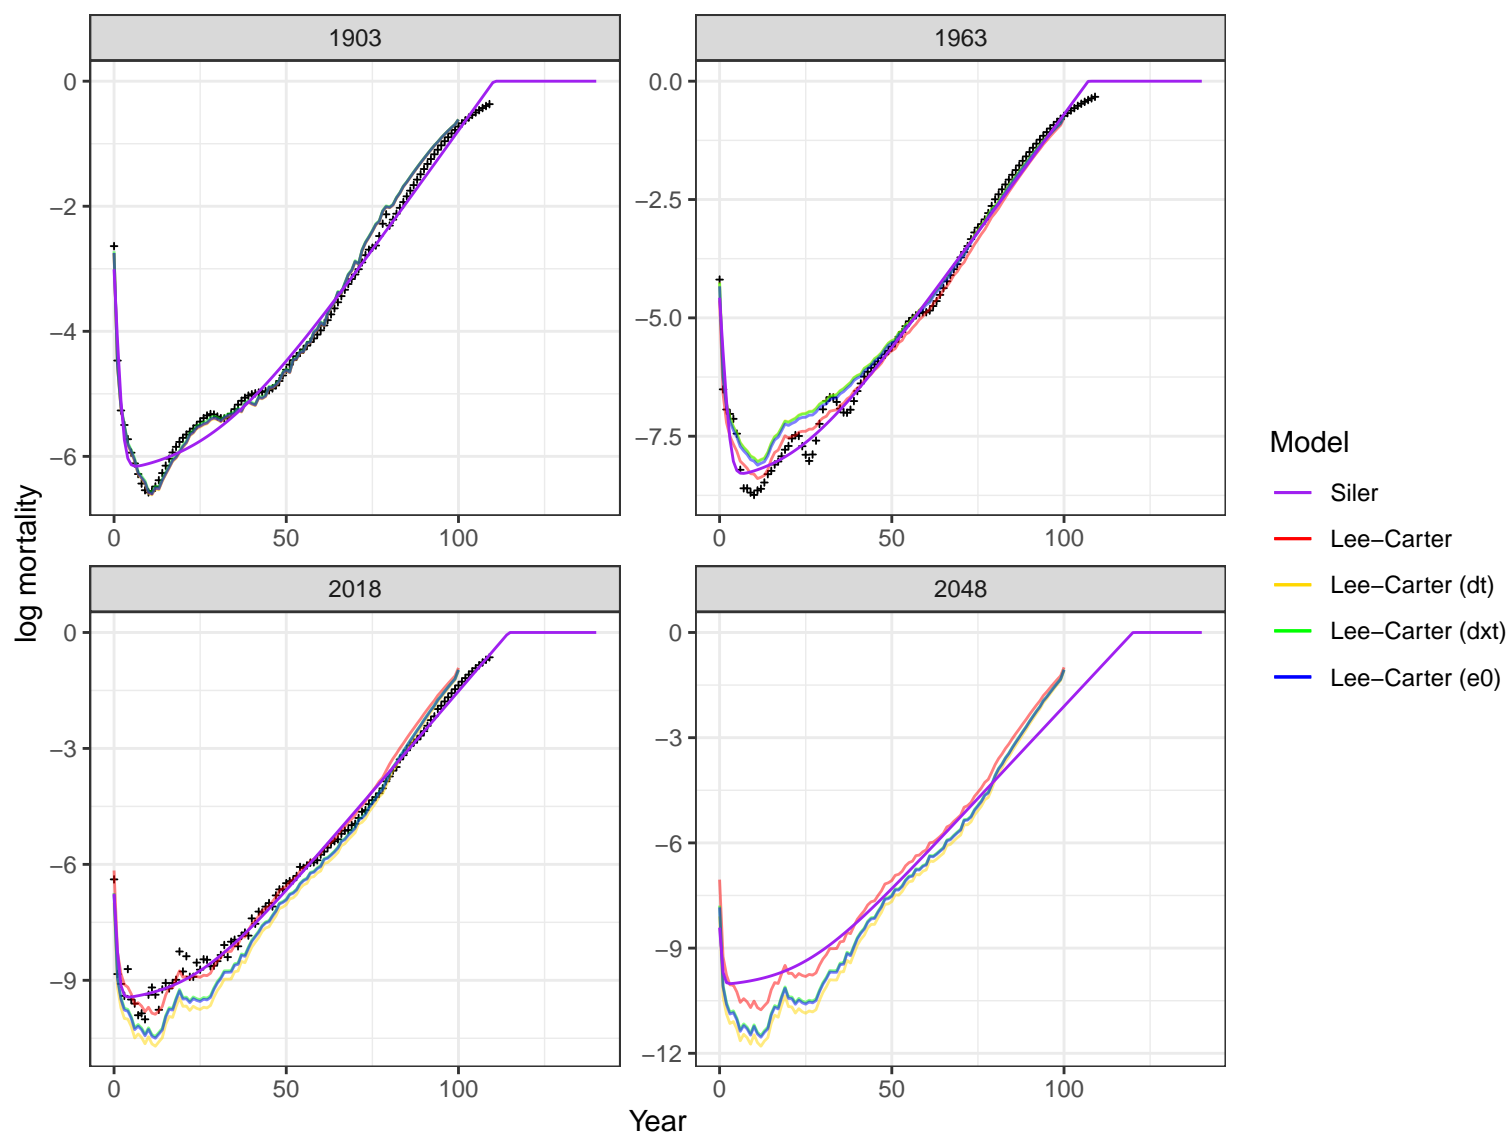 1903
1963
0
−2
−4
−6
0 50 100
0.0
−2.5
−5.0
−7.5
0 50 100
2018
2048
0
−3
−6
−9
0 50 100
0
−3
−6
−9
−12
0 50 100
log mortality
Year
Model
Siler
Lee−Carter
Lee−Carter (dt)
Lee−Carter (dxt)
Lee−Carter (e0)